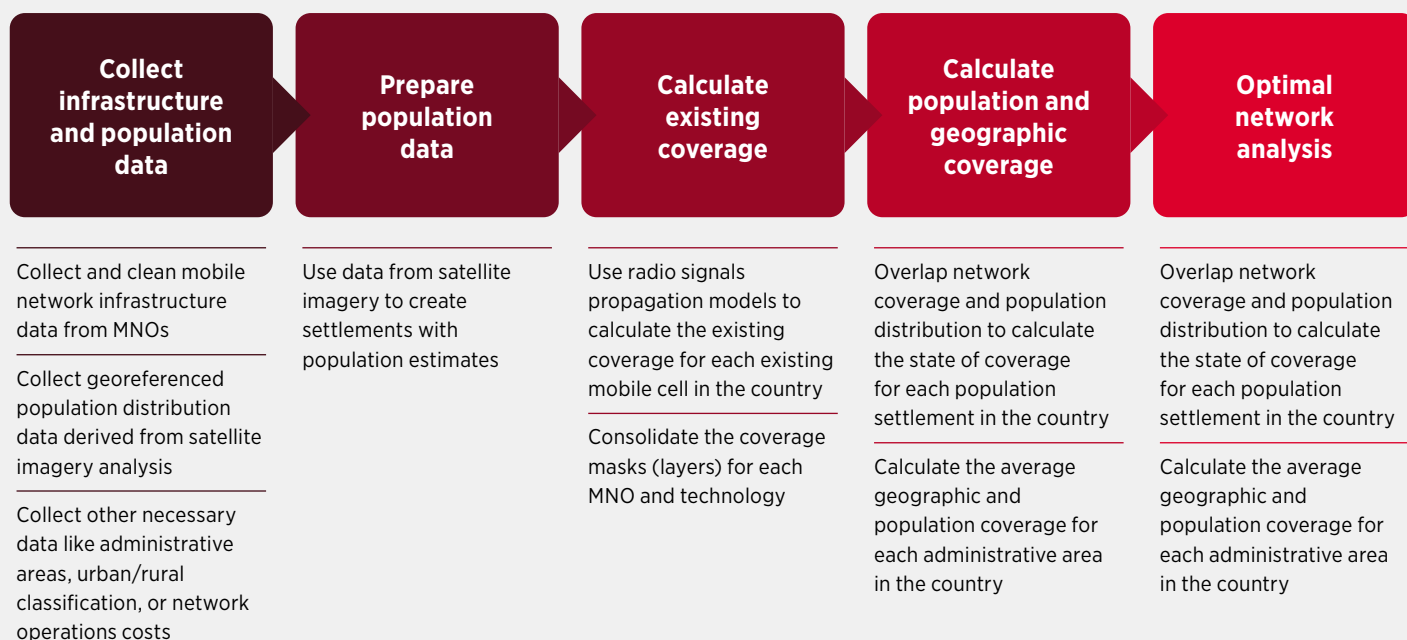 Collect
infrastructure
and population
data
Prepare
population
data
Calculate
existing
coverage
Calculate
population and
geographic
coverage
Optimal
network
analysis
Collect and clean mobile
network infrastructure
data from MNOs
Collect georeferenced
population distribution
data derived from satellite
imagery analysis
Collect other necessary
data like administrative
areas, urban/rural
classification, or network
operations costs
Use data from satellite
imagery to create
settlements with
population estimates
Use radio signals
propagation models to
calculate the existing
coverage for each existing
mobile cell in the country
Consolidate the coverage
masks (layers) for each
MNO and technology
Overlap network
coverage and population
distribution to calculate
the state of coverage
for each population
settlement in the country
Calculate the average
geographic and
population coverage for
each administrative area
in the country
Overlap network
coverage and population
distribution to calculate
the state of coverage
for each population
settlement in the country
Calculate the average
geographic and
population coverage for
each administrative area
in the country